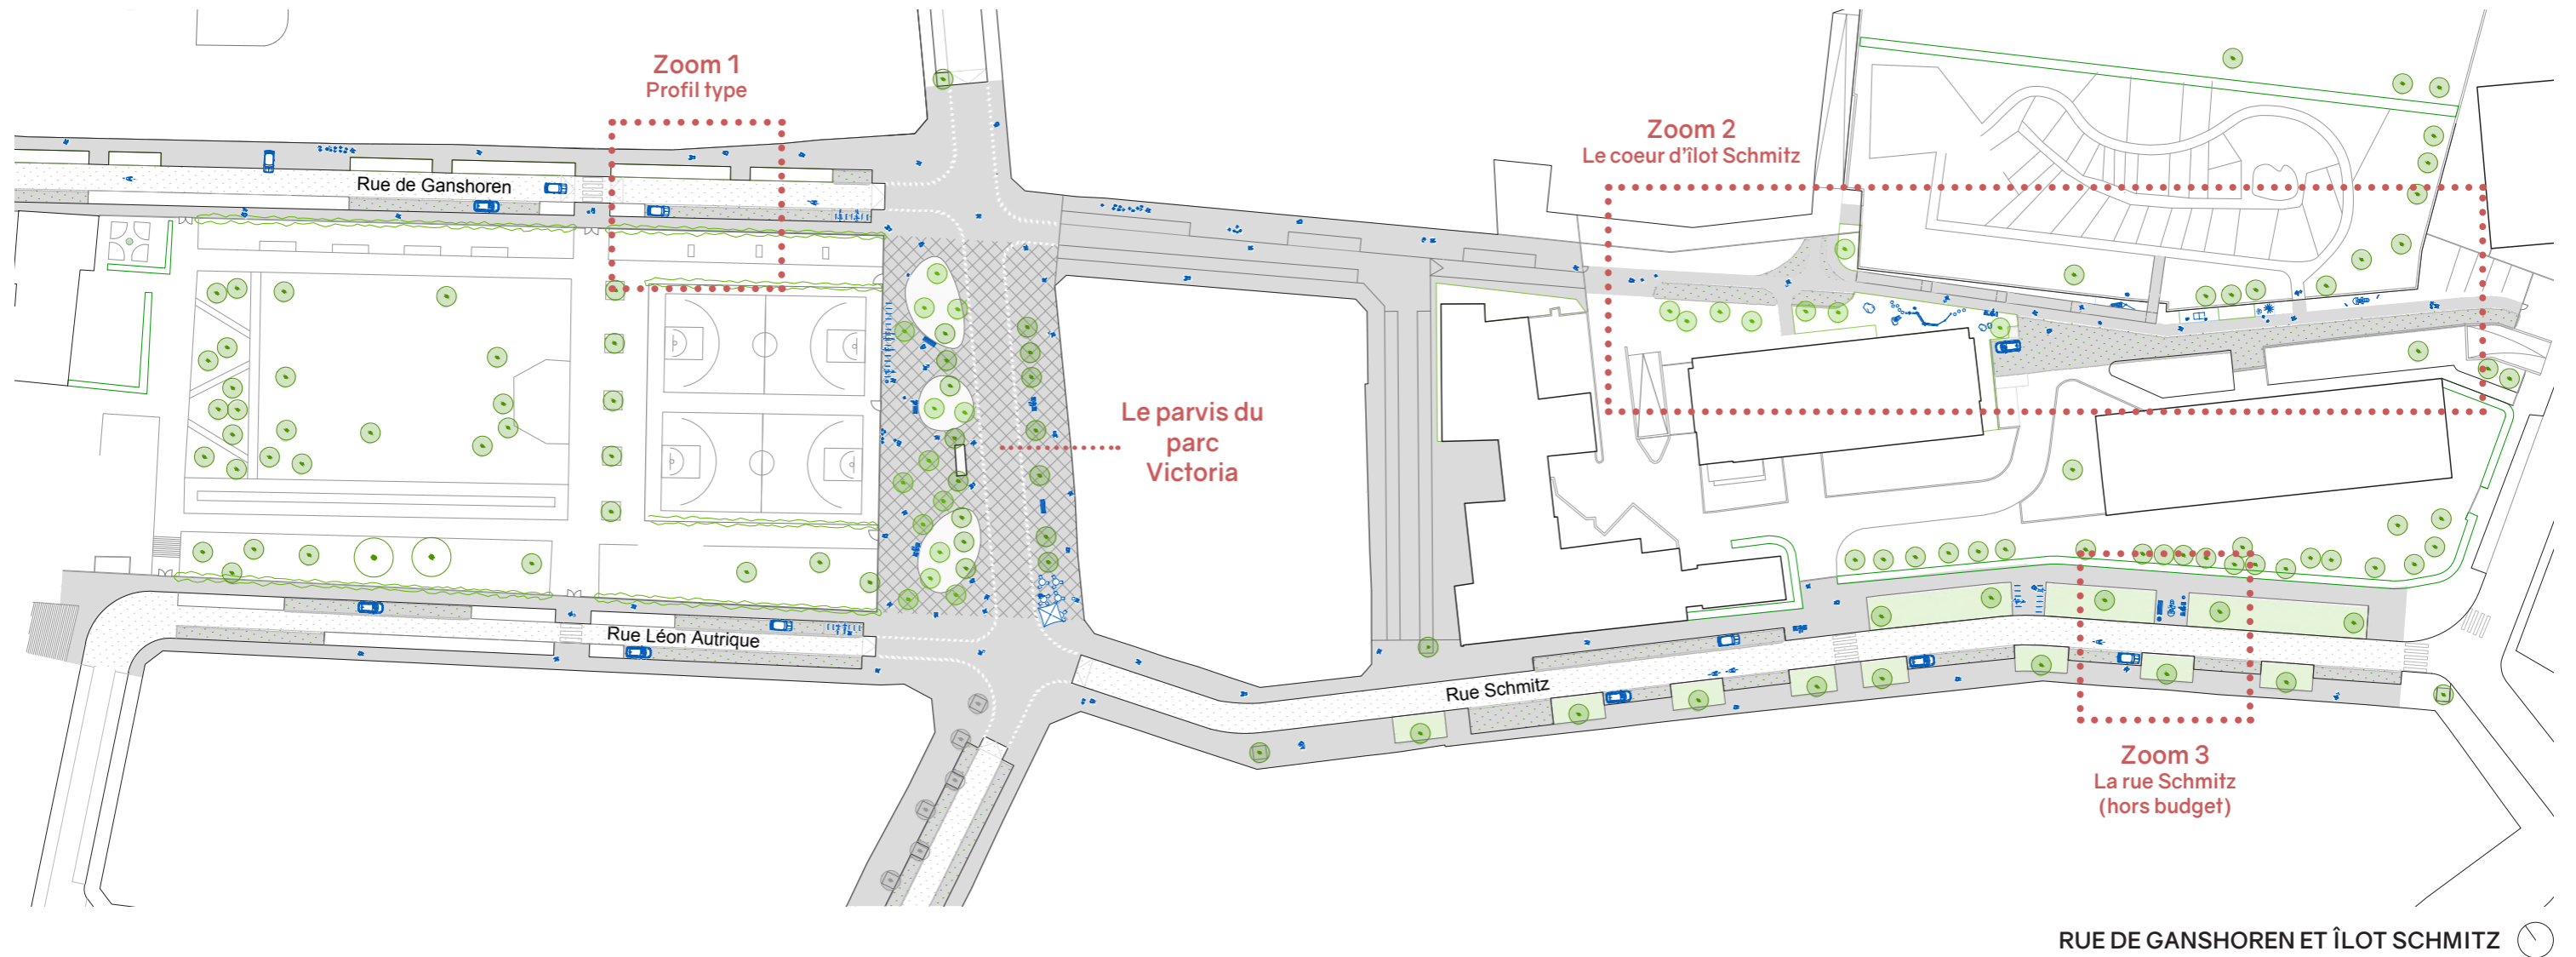 Zoom 1
Profil type
Zoom 2
Le coeur d'îlot Schmitz
Rue de Ganshoren
Le parvis du
parc
Victoria
Rue Léon Autrique
Rue Schmitz
Zoom 3
La rue Schmitz
(hors budget)
RUE DE GANSHOREN ET ÎLOT SCHMITZ